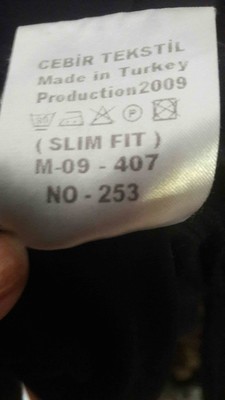 CEBİR TEKSTİL
Made in Turkey
Production2009
P
( SLIM FIT )
M-09 - 407
NO - 253